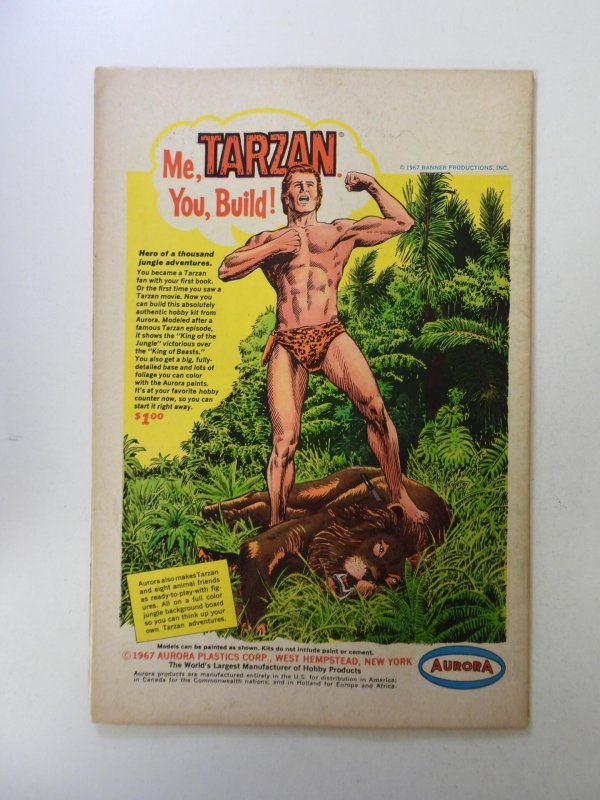 Me, TARZAN®.
You, Build!
© 1967 BANNER PRODUCTIONS, INC.
Hero of a thousand
jungle adventures.
You became a Tarzan
fan with your first book.
Or the first time you saw a
Tarzan movie. Now you
can build this absolutely
authentic hobby kit from
Aurora. Modeled after a
famous Tarzan episode,
it shows the "King of the
Jungle" victorious over
the "King of Beasts."
You also get a big, fully-
detailed base and lots of
foliage you can color
with the Aurora paints.
It's at your favorite hobby
counter now, so you can
start it right away.
$1.00
Aurora also makes Tarzan
and eight animal friends
as ready-to-play-with fig-
ures. All on a full color
jungle background board
so you can think up your
own Tarzan adventures.
Models can be painted as shown. Kits do not include paint or cement.
© 1967 AURORA PLASTICS CORP., WEST HEMPSTEAD, NEW YORK
The World's Largest Manufacturer of Hobby Products
Aurora products are manufactured entirely in the U.S. for distribution in America;
in Canada for the Commonwealth nations; and in Holland for Europe and Africa.
AURORA